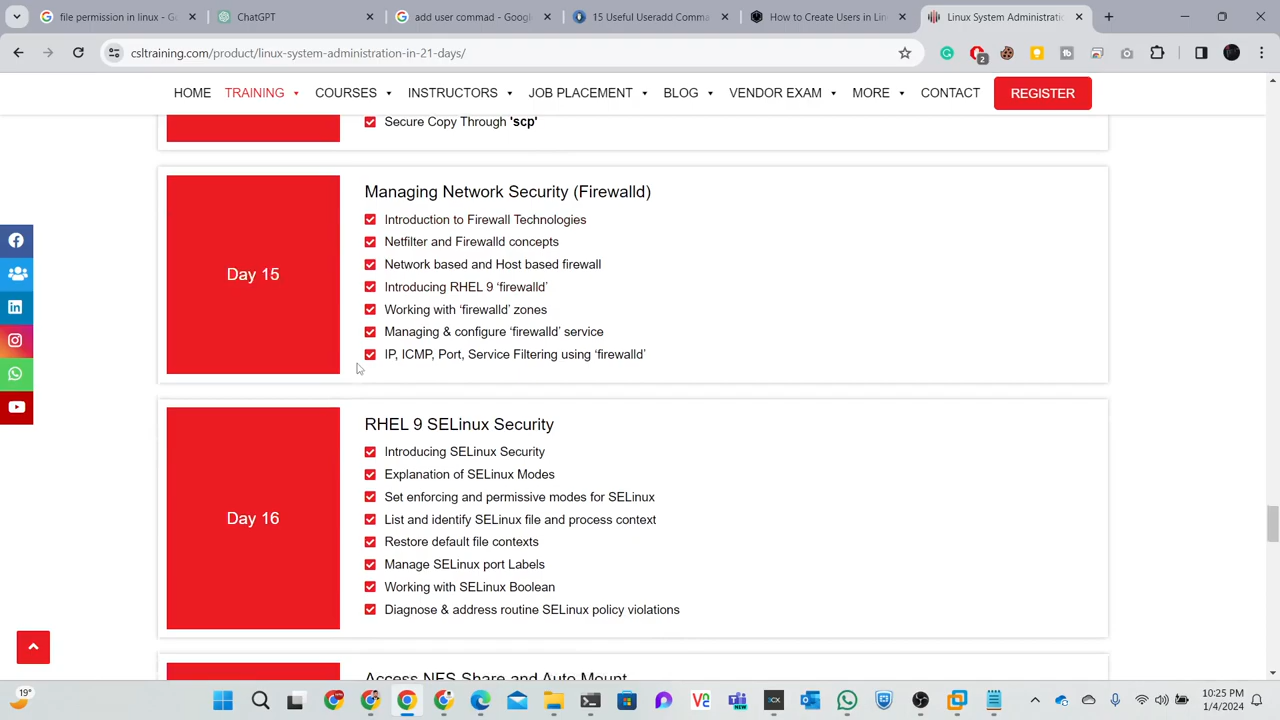 permission in linux - G
ChatGPT
course administration - Google
15 Useful useradd Comma
How to Create Users in Lin
Linux System Administratio
csltraining.com/product/linux-system-administration-in-21-days/
2
HOME TRAINING COURSES INSTRUCTORS JOB PLACEMENT BLOG VENDOR EXAM MORE CONTACT REGISTER
Secure Copy Through 'scp'
Day 15
Managing Network Security (Firewalld)
Introduction to Firewall Technologies
Netfilter and Firewalld concepts
Network based and Host based firewall
Introducing RHEL 9 ‘firewalld’
Working with ‘firewalld’ zones
Managing & configure ‘firewalld’ service
IP, ICMP, Port, Service Filtering using ‘firewalld’
Day 16
RHEL 9 SELinux Security
Introducing SELinux Security
Explanation of SELinux Modes
Set enforcing and permissive modes for SELinux
List and identify SELinux file and process context
Restore default file contexts
Manage SELinux port Labels
Working with SELinux Boolean
Diagnose & address routine SELinux policy violations
Access NFS Share and Auto Mount
19°
10:25 PM
1/4/2024